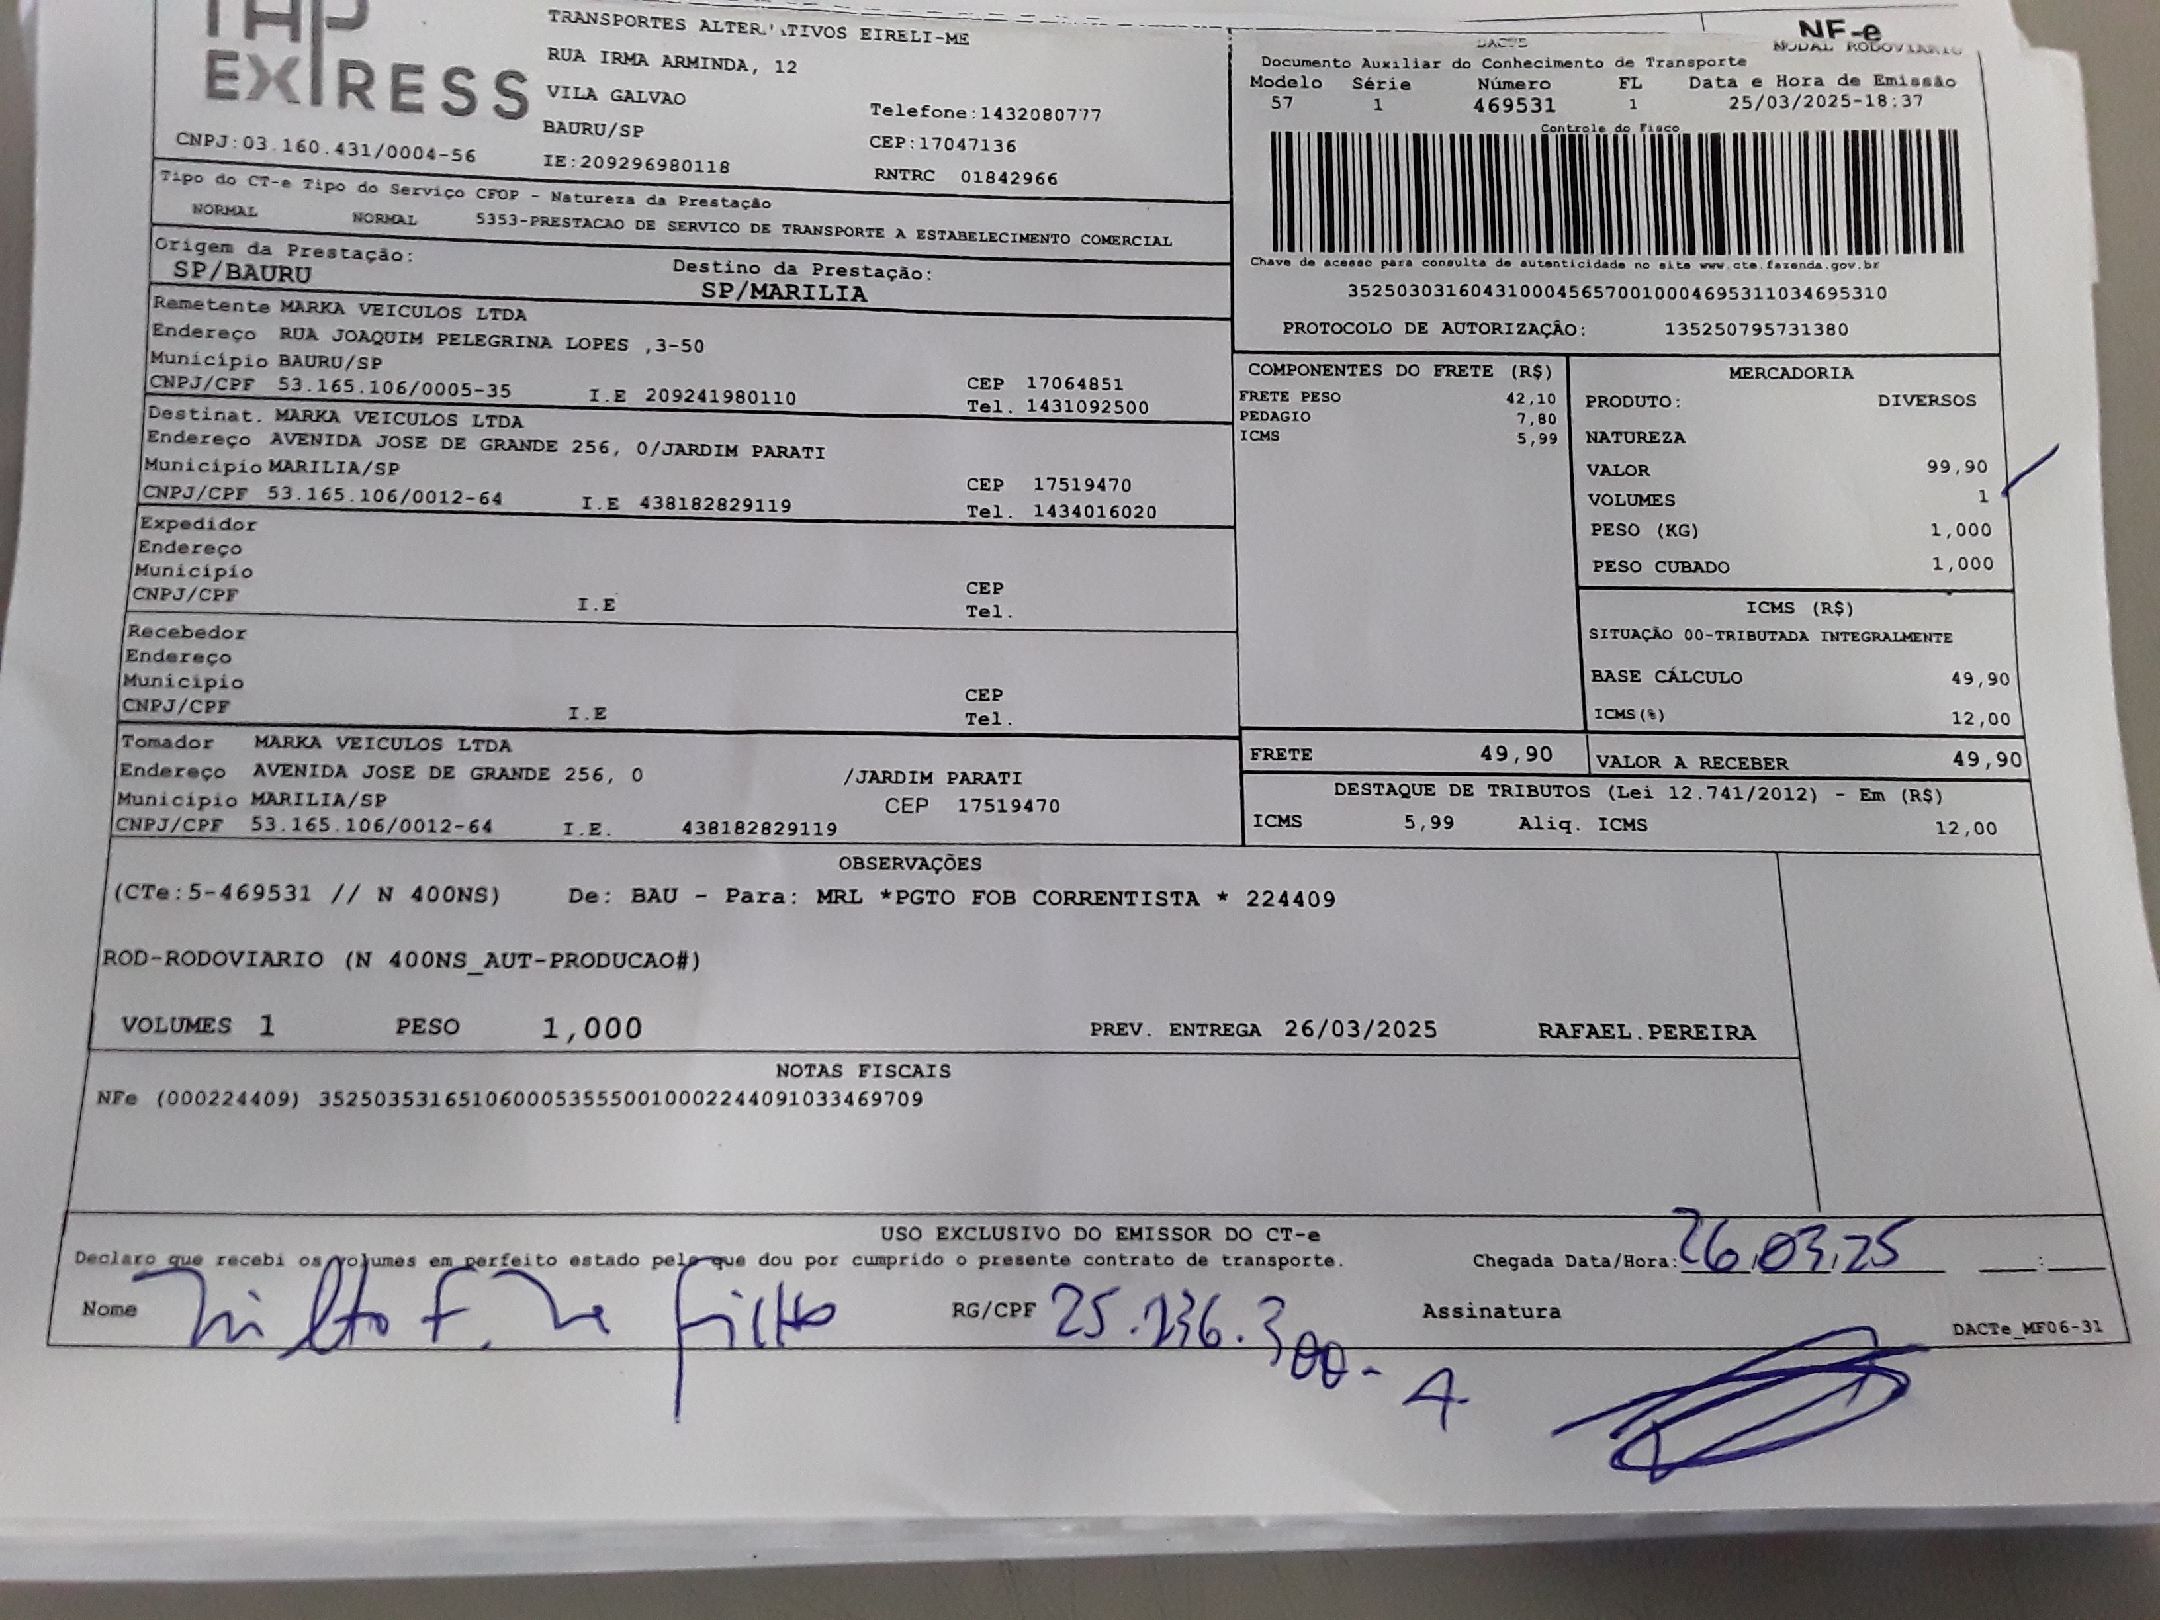 EXPRESS
TRANSPORTES ALTERNATIVOS EIRELI-ME
RUA IRMA ARMINDA, 12
VILA GALVAO
Telefone:1432080777
BAURU/SP
CEP:17047136
CNPJ:03.160.431/0004-56
IE:209296980118
RNTRC 01842966
NF-e
DACTE
MODAL RODOVIARIO
Documento Auxiliar do Conhecimento de Transporte
Modelo Série Número FL Data e Hora de Emissão
57 1 469531 1 25/03/2025-18:37
Controle do Fisco
Chave de acesso para consulta de autenticidade no site www.cte.fazenda.gov.br
35250303160431000456570010004695311034695310
PROTOCOLO DE AUTORIZAÇÃO: 135250795731380
Tipo do CT-e Tipo do Serviço CFOP - Natureza da Prestação
NORMAL NORMAL 5353-PRESTACAO DE SERVICO DE TRANSPORTE A ESTABELECIMENTO COMERCIAL
Origem da Prestação: Destino da Prestação:
SP/BAURU SP/MARILIA
Remetente MARKA VEICULOS LTDA
Endereço RUA JOAQUIM PELEGRINA LOPES ,3-50
Município BAURU/SP CEP 17064851
CNPJ/CPF 53.165.106/0005-35 I.E 209241980110 Tel. 1431092500
Destinat. MARKA VEICULOS LTDA
Endereço AVENIDA JOSE DE GRANDE 256, 0/JARDIM PARATI
Município MARILIA/SP CEP 17519470
CNPJ/CPF 53.165.106/0012-64 I.E 438182829119 Tel. 1434016020
Expedidor
Endereço
Município CEP
CNPJ/CPF I.E Tel.
Recebedor
Endereço
Município CEP
CNPJ/CPF I.E Tel.
Tomador MARKA VEICULOS LTDA
Endereço AVENIDA JOSE DE GRANDE 256, 0 /JARDIM PARATI
Município MARILIA/SP CEP 17519470
CNPJ/CPF 53.165.106/0012-64 I.E. 438182829119
COMPONENTES DO FRETE (R$)
FRETE PESO 42,10
PEDAGIO 7,80
ICMS 5,99
MERCADORIA
PRODUTO: DIVERSOS
NATUREZA
VALOR 99,90
VOLUMES 1
PESO (KG) 1,000
PESO CUBADO 1,000
ICMS (R$)
SITUAÇÃO 00-TRIBUTADA INTEGRALMENTE
BASE CÁLCULO 49,90
ICMS(%) 12,00
FRETE 49,90 VALOR A RECEBER 49,90
DESTAQUE DE TRIBUTOS (Lei 12.741/2012) - Em (R$)
ICMS 5,99 Aliq. ICMS 12,00
OBSERVAÇÕES
(CTe:5-469531 // N 400NS) De: BAU - Para: MRL *PGTO FOB CORRENTISTA * 224409
ROD-RODOVIARIO (N 400NS_AUT-PRODUCAO#)
VOLUMES 1 PESO 1,000 PREV. ENTREGA 26/03/2025 RAFAEL.PEREIRA
NOTAS FISCAIS
NFe (000224409) 35250353165106000535550010002244091033469709
USO EXCLUSIVO DO EMISSOR DO CT-e
Declaro que recebi os volumes em perfeito estado pelo que dou por cumprido o presente contrato de transporte. Chegada Data/Hora: 26.03.25 __:__
Nome RG/CPF 25.236.300-4 Assinatura
DACTe_MF06-31